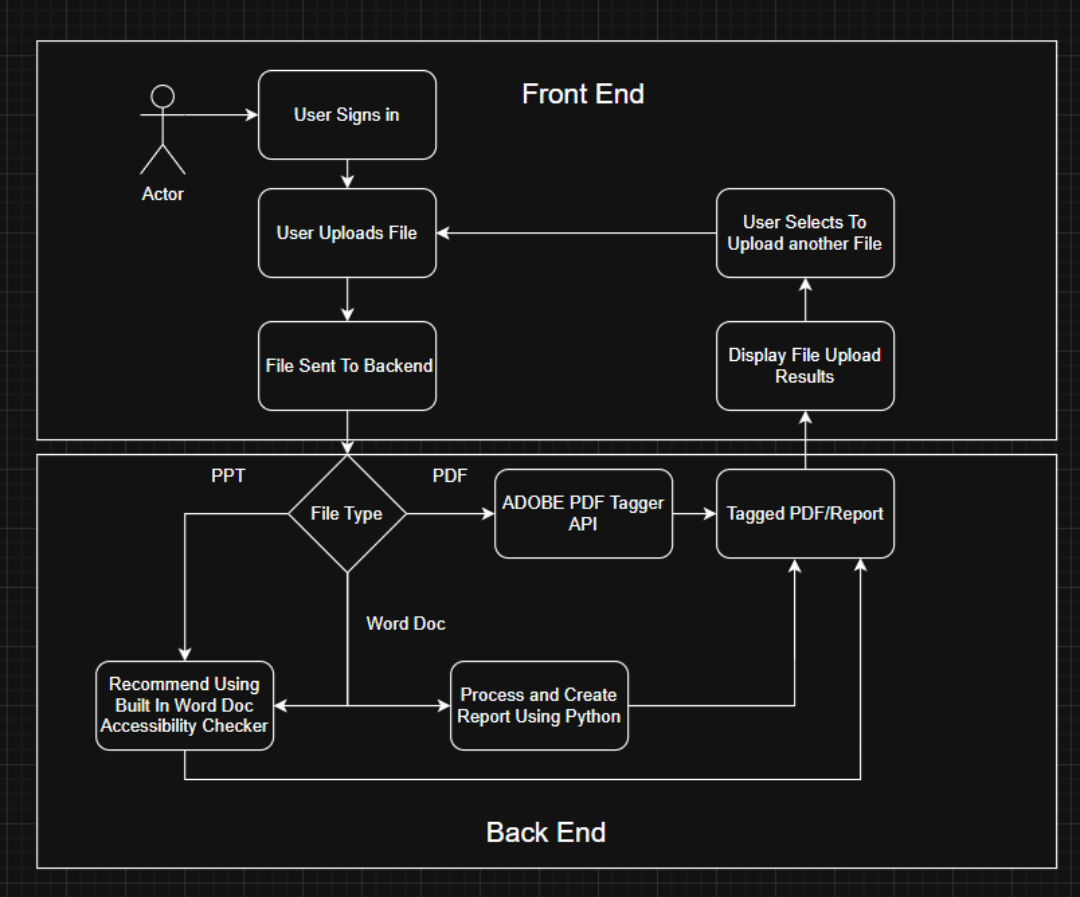 Front End
User Signs in
Actor
User Uploads File
User Selects To
Upload another File
File Sent To Backend
Display File Upload
Results
PPT
PDF
File Type
ADOBE PDF Tagger
API
Tagged PDF/Report
Word Doc
Recommend Using
Built In Word Doc
Accessibility Checker
Process and Create
Report Using Python
Back End